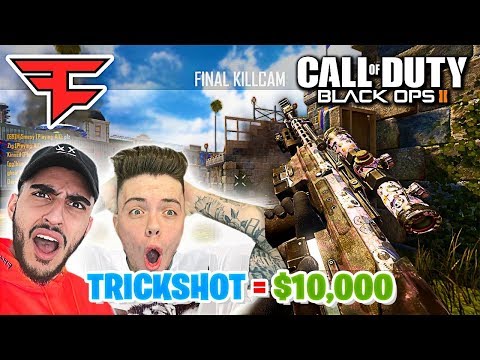 FINAL KILLCAM
CALL OF DUTY
BLACK OPS II
TRICKSHOT = $10,000